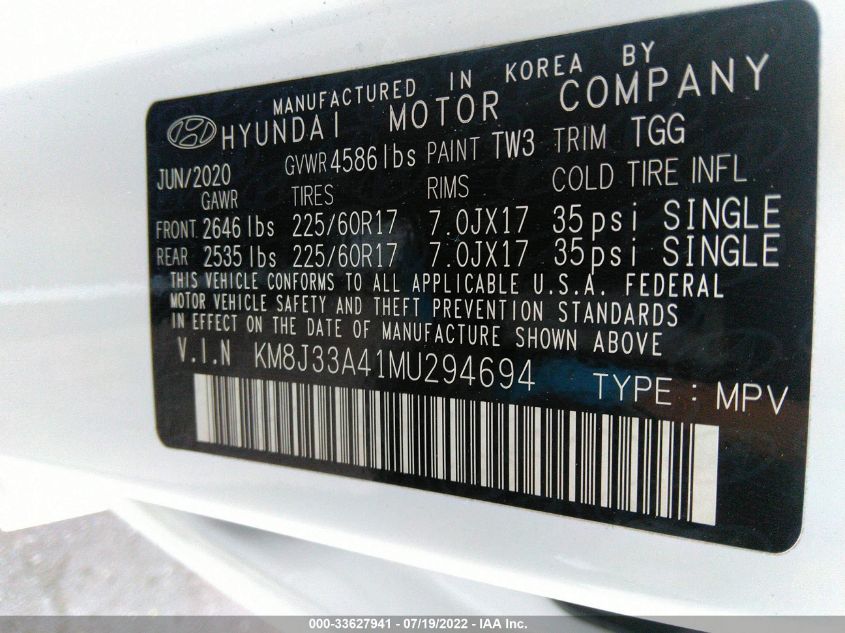 MANUFACTURED IN KOREA BY
HYUNDAI MOTOR COMPANY
JUN/2020 GVWR 4586 lbs PAINT TW3 TRIM TGG
GAWR TIRES RIMS COLD TIRE INFL.
FRONT 2646 lbs 225/60R17 7.0JX17 35psi SINGLE
REAR 2535 lbs 225/60R17 7.0JX17 35psi SINGLE
THIS VEHICLE CONFORMS TO ALL APPLICABLE U.S.A. FEDERAL
MOTOR VEHICLE SAFETY AND THEFT PREVENTION STANDARDS
IN EFFECT ON THE DATE OF MANUFACTURE SHOWN ABOVE
V.I.N KM8J33A41MU294694 TYPE : MPV
000-33627941 - 07/19/2022 - IAA Inc.